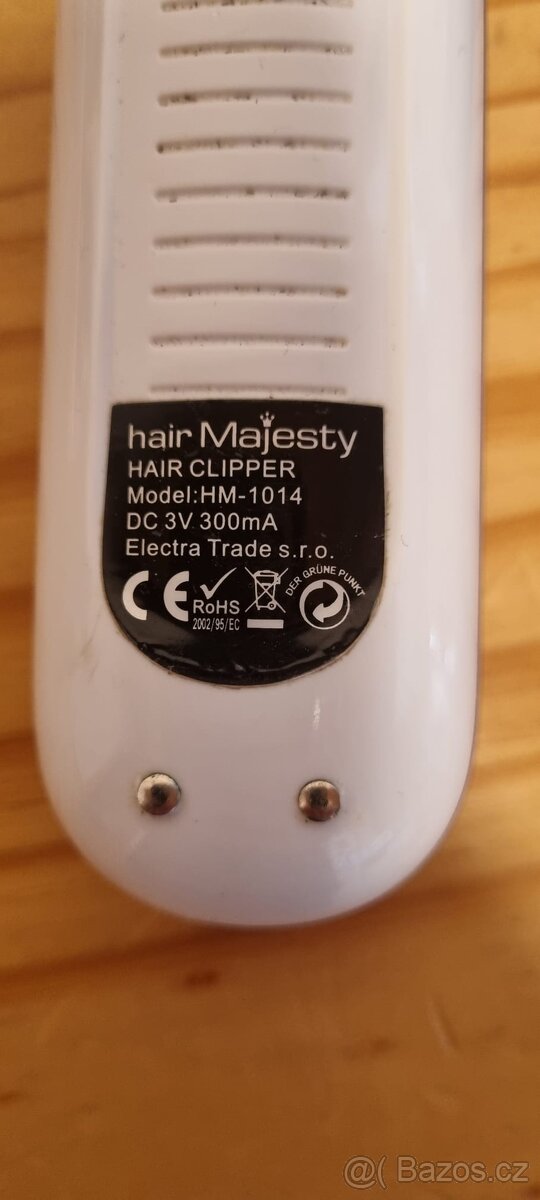 hair Majesty
HAIR CLIPPER
Model:HM-1014
DC 3V 300mA
Electra Trade s.r.o.
CE RoHS DER GRÜNE PUNKT
2002/95/EC
@( Bazos.cz